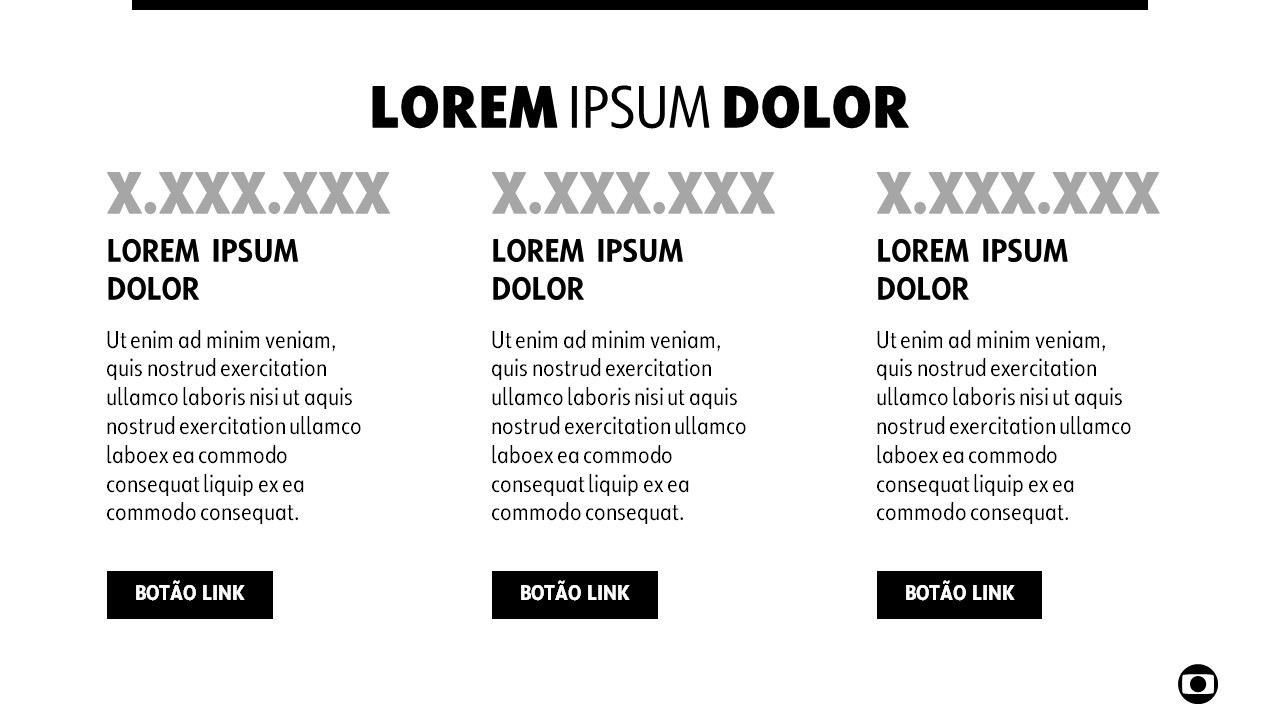 LOREM IPSUM DOLOR
X.XXX.XXX
LOREM IPSUM
DOLOR
Ut enim ad minim veniam,
quis nostrud exercitation
ullamco laboris nisi ut aquis
nostrud exercitation ullamco
laboex ea commodo
consequat liquip ex ea
commodo consequat.
BOTÃO LINK
X.XXX.XXX
LOREM IPSUM
DOLOR
Ut enim ad minim veniam,
quis nostrud exercitation
ullamco laboris nisi ut aquis
nostrud exercitation ullamco
laboex ea commodo
consequat liquip ex ea
commodo consequat.
BOTÃO LINK
X.XXX.XXX
LOREM IPSUM
DOLOR
Ut enim ad minim veniam,
quis nostrud exercitation
ullamco laboris nisi ut aquis
nostrud exercitation ullamco
laboex ea commodo
consequat liquip ex ea
commodo consequat.
BOTÃO LINK